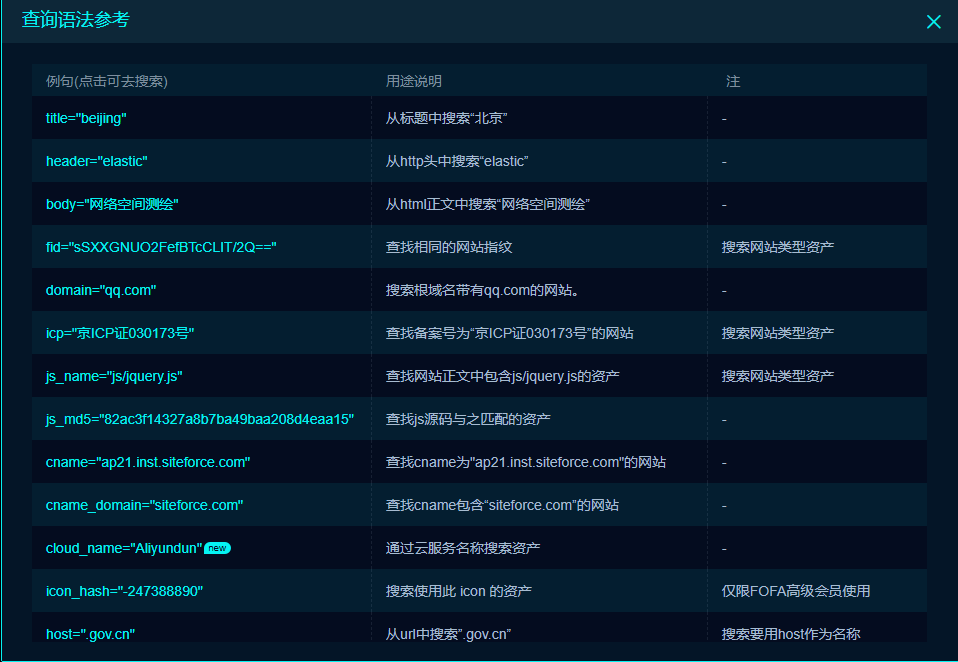 查询语法参考
例句(点击可去搜索) 用途说明 注
title="beijing" 从标题中搜索“北京” -
header="elastic" 从http头中搜索“elastic” -
body="网络空间测绘" 从html正文中搜索“网络空间测绘” -
fid="sSXXGNUO2FefBTcCLIT/2Q==" 查找相同的网站指纹 搜索网站类型资产
domain="qq.com" 搜索根域名带有qq.com的网站。 -
icp="京ICP证030173号" 查找备案号为“京ICP证030173号”的网站 搜索网站类型资产
js_name="js/jquery.js" 查找网站正文中包含js/jquery.js的资产 搜索网站类型资产
js_md5="82ac3f14327a8b7ba49baa208d4eaa15" 查找js源码与之匹配的资产 -
cname="ap21.inst.siteforce.com" 查找cname为"ap21.inst.siteforce.com"的网站 -
cname_domain="siteforce.com" 查找cname包含“siteforce.com”的网站 -
cloud_name="Aliyundun" new 通过云服务名称搜索资产 -
icon_hash="-247388890" 搜索使用此 icon 的资产 仅限FOFA高级会员使用
host=".gov.cn" 从url中搜索”.gov.cn” 搜索要用host作为名称